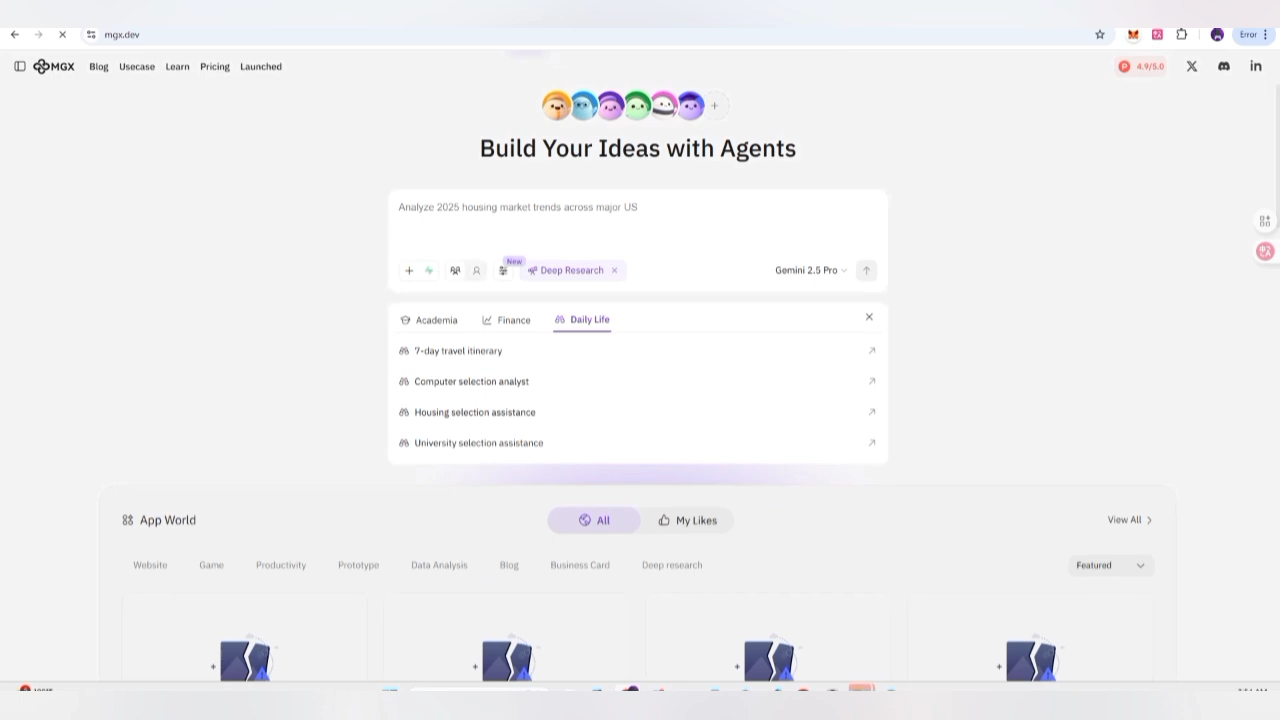 mgx.dev
Error
MGX Blog Usecase Learn Pricing Launched
4.9/5.0
Build Your Ideas with Agents
Analyze 2025 housing market trends across major US
New
Deep Research
Gemini 2.5 Pro
Academia Finance Daily Life
7-day travel itinerary
Computer selection analyst
Housing selection assistance
University selection assistance
App World
All My Likes
View All
Website Game Productivity Prototype Data Analysis Blog Business Card Deep research
Featured